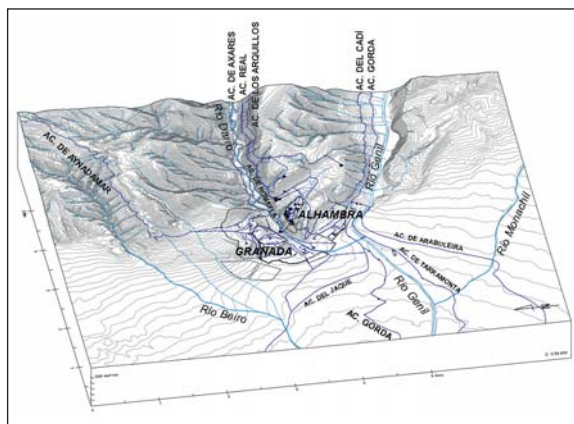 AC. DE AXARES
AC. REAL
AC. DE LOS ARQUILLOS
AC. DEL CADÍ
AC. GORDA
Río Darro
Río Genil
AC. DE AYNADAMAR
ALHAMBRA
GRANADA
Río Monachil
AC. DE ARABULEIRA
AC. DE TARRAMONTA
AC. DEL JAQUE
Río Genil
AC. GORDA
Río Beiro